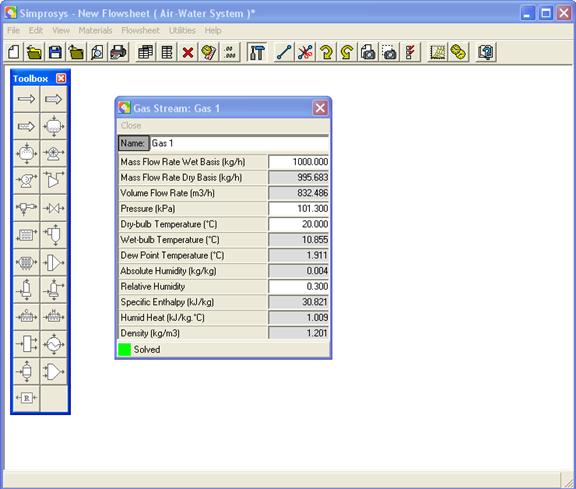 Simprosys - New Flowsheet ( Air-Water System )*
File Edit View Materials Flowsheet Utilities Help
.00
.000
Toolbox
Gas Stream: Gas 1
Close
Name: Gas 1
Mass Flow Rate Wet Basis (kg/h) 1000.000
Mass Flow Rate Dry Basis (kg/h) 995.683
Volume Flow Rate (m3/h) 832.486
Pressure (kPa) 101.300
Dry-bulb Temperature (°C) 20.000
Wet-bulb Temperature (°C) 10.855
Dew Point Temperature (°C) 1.911
Absolute Humidity (kg/kg) 0.004
Relative Humidity 0.300
Specific Enthalpy (kJ/kg) 30.821
Humid Heat (kJ/kg.°C) 1.009
Density (kg/m3) 1.201
Solved
R